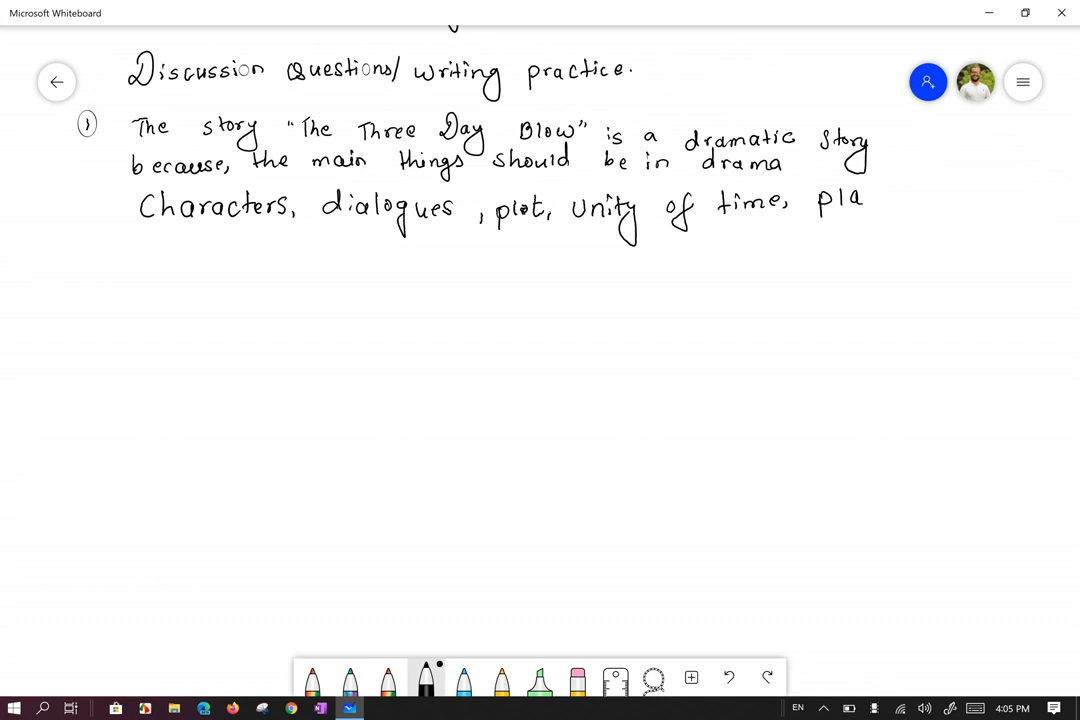 Microsoft Whiteboard
Discussion Questions/ writing practice.
① The story "The Three Day Blow" is a dramatic story
because, the main things should be in drama
Characters, dialogues, plot, unity of time, pla
EN 4:05 PM